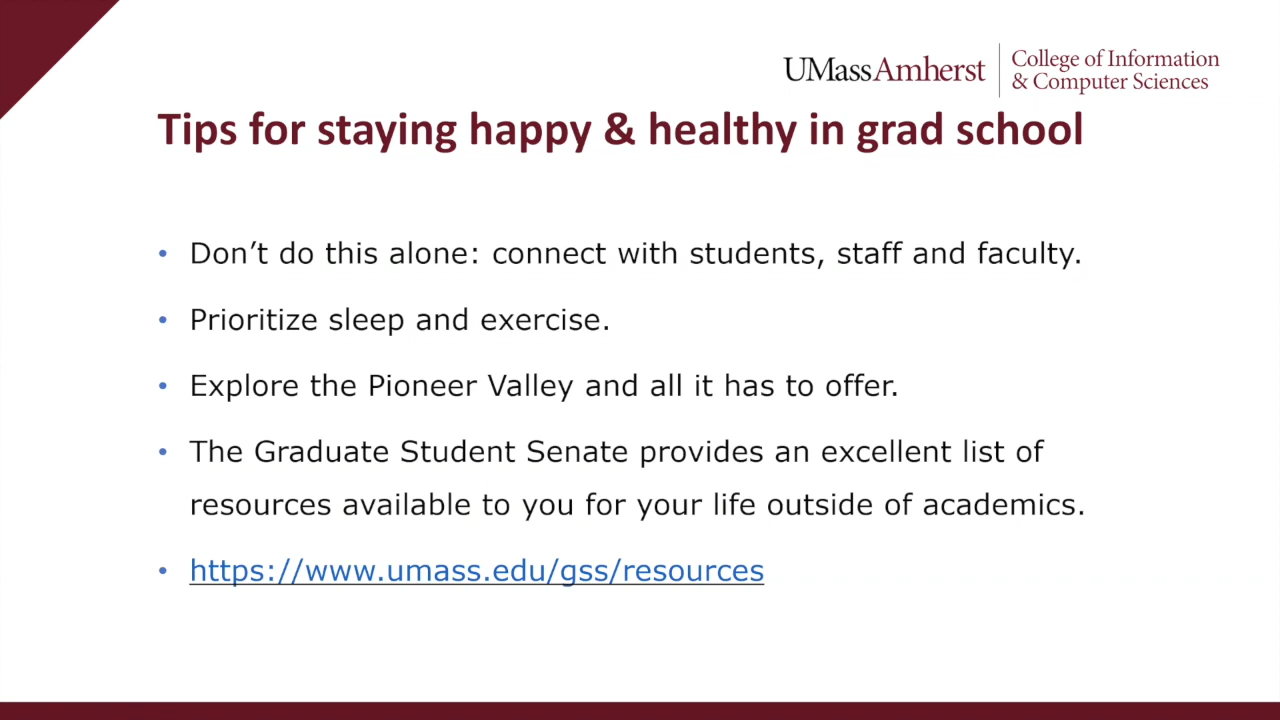 UMassAmherst
College of Information
& Computer Sciences
Tips for staying happy & healthy in grad school
• Don’t do this alone: connect with students, staff and faculty.
• Prioritize sleep and exercise.
• Explore the Pioneer Valley and all it has to offer.
• The Graduate Student Senate provides an excellent list of
resources available to you for your life outside of academics.
• https://www.umass.edu/gss/resources